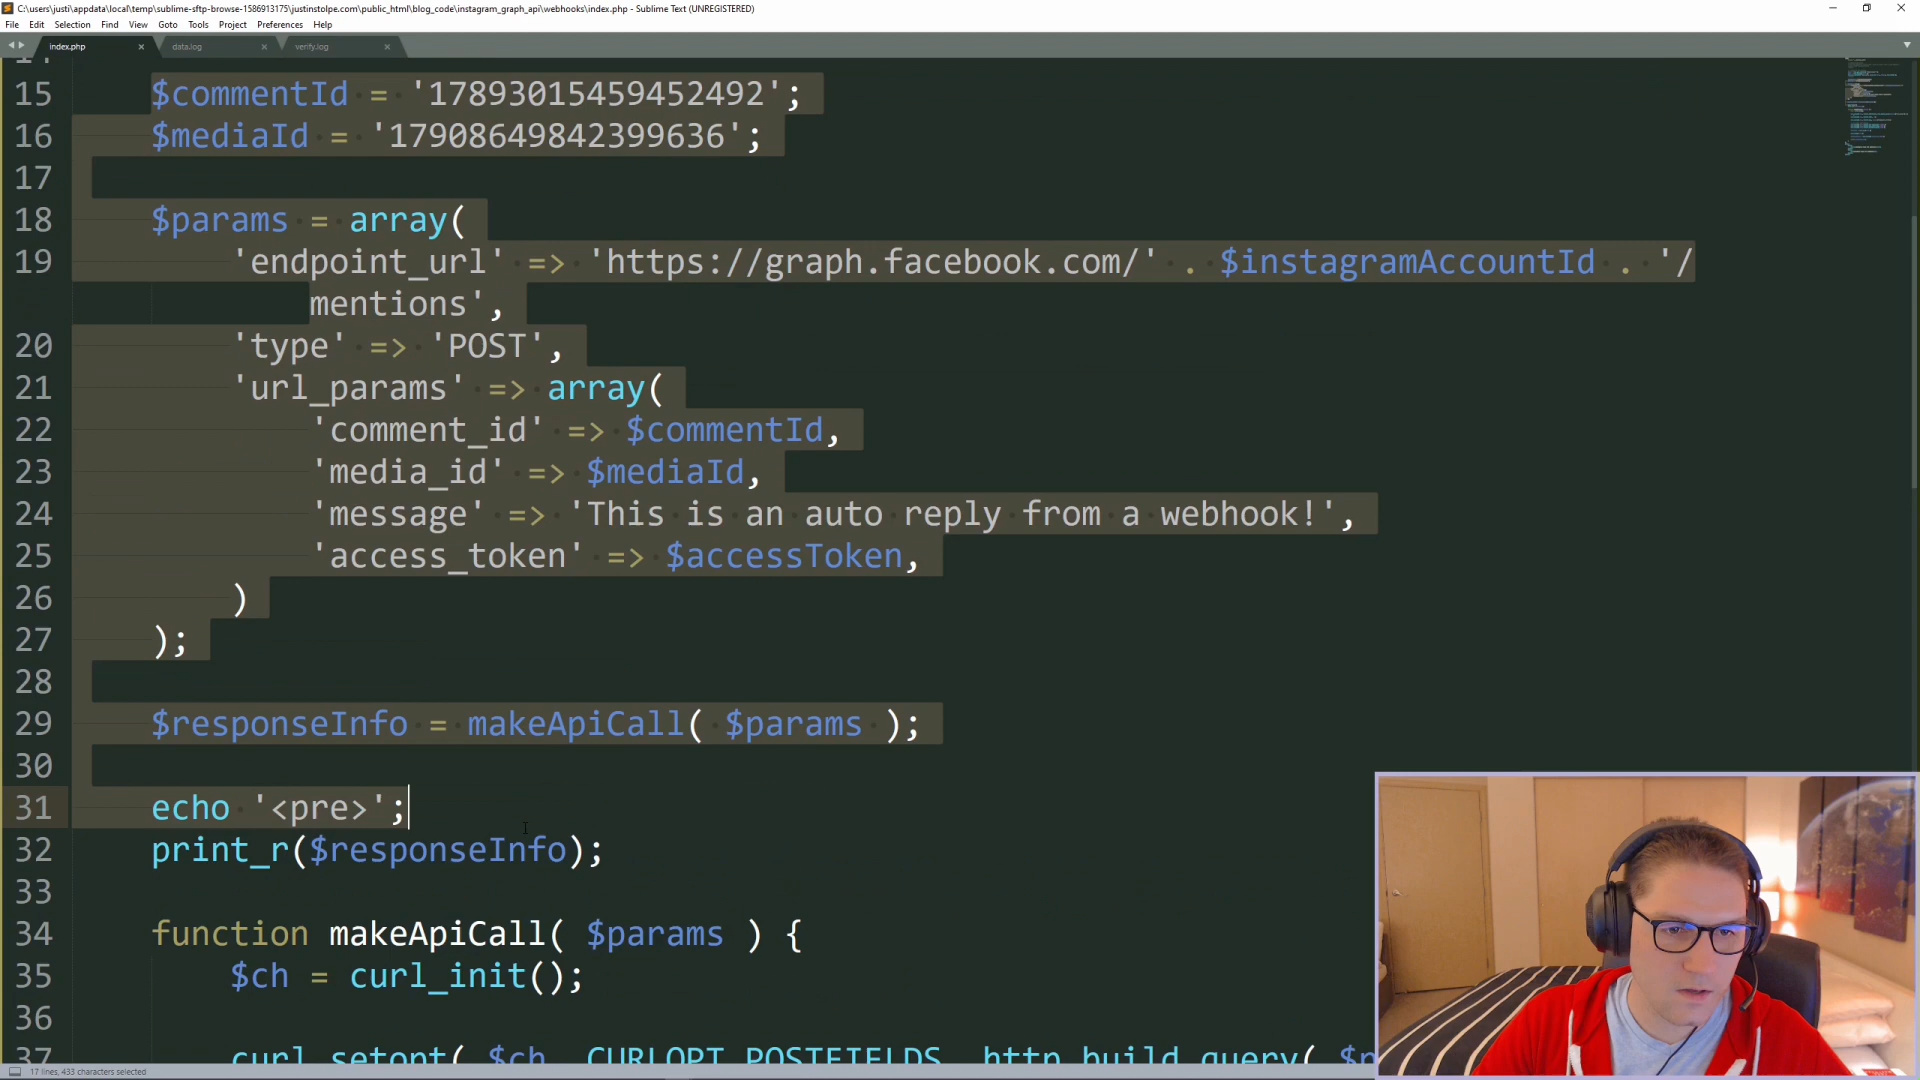 C:\users\justi\appdata\local\temp\sublime-sftp-browse-1586913175\justinstolpe.com\public_html\blog_code\instagram_graph_api\webhooks\index.php - Sublime Text (UNREGISTERED)
File Edit Selection Find View Goto Tools Project Preferences Help
index.php data.log verify.log
14
15 $commentId = '17893015459452492';
16 $mediaId = '17908649842399636';
17
18 $params = array(
19 'endpoint_url' => 'https://graph.facebook.com/' . $instagramAccountId . '/
mentions',
20 'type' => 'POST',
21 'url_params' => array(
22 'comment_id' => $commentId,
23 'media_id' => $mediaId,
24 'message' => 'This is an auto reply from a webhook!',
25 'access_token' => $accessToken,
26 )
27 );
28
29 $responseInfo = makeApiCall( $params );
30
31 echo '<pre>';
32 print_r($responseInfo);
33
34 function makeApiCall( $params ) {
35 $ch = curl_init();
36
37 curl_setopt( $ch, CURLOPT_POSTFIELDS, http_build_query( $p
17 lines, 433 characters selected